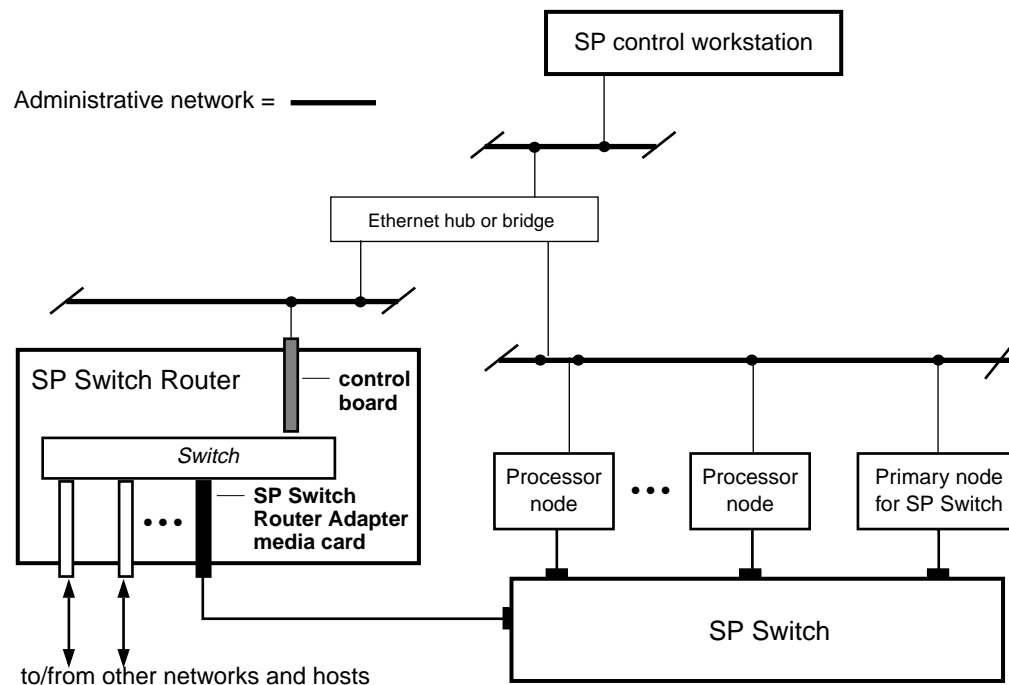 SP control workstation
Administrative network =
Ethernet hub or bridge
SP Switch Router
control
board
Switch
SP Switch
Router Adapter
media card
Processor
node
Processor
node
Primary node
for SP Switch
SP Switch
to/from other networks and hosts